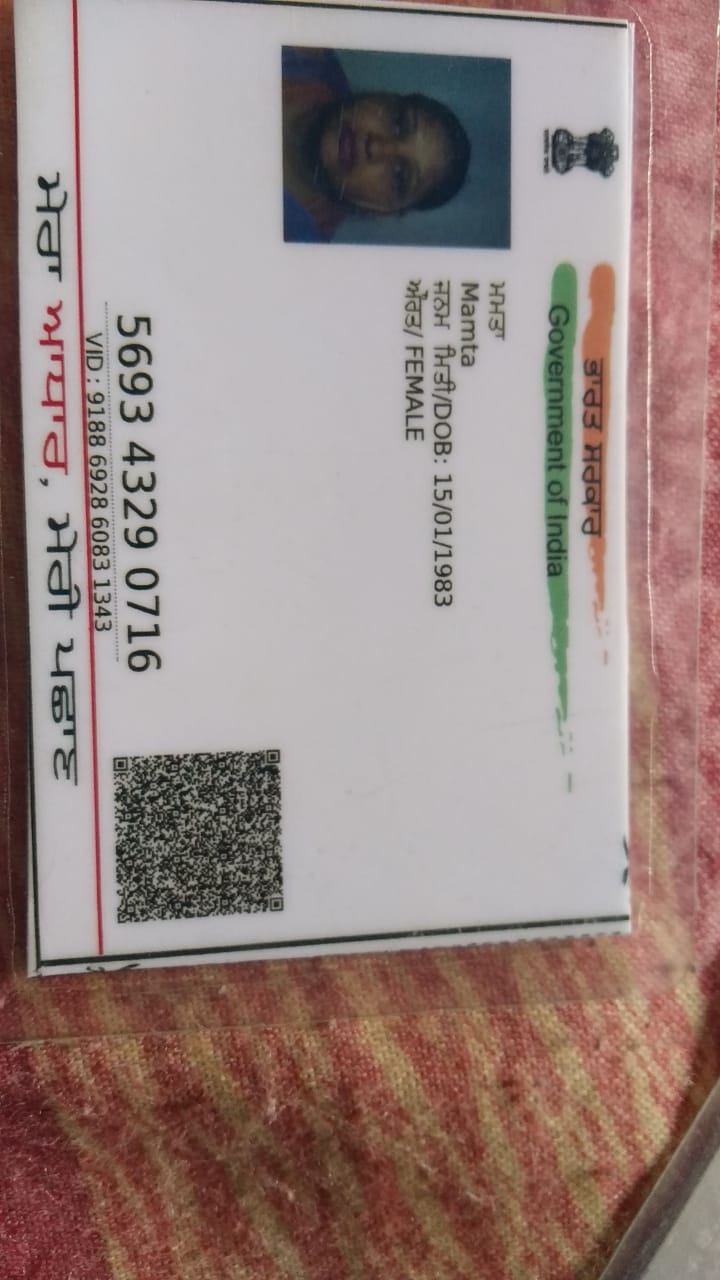 ਭਾਰਤ ਸਰਕਾਰ
Government of India
ਮਮਤਾ
Mamta
ਜਨਮ ਮਿਤੀ/DOB: 15/01/1983
ਔਰਤ/ FEMALE
5693 4329 0716
VID : 9188 6928 6083 1343
ਮੇਰਾ ਆਧਾਰ, ਮੇਰੀ ਪਛਾਣ